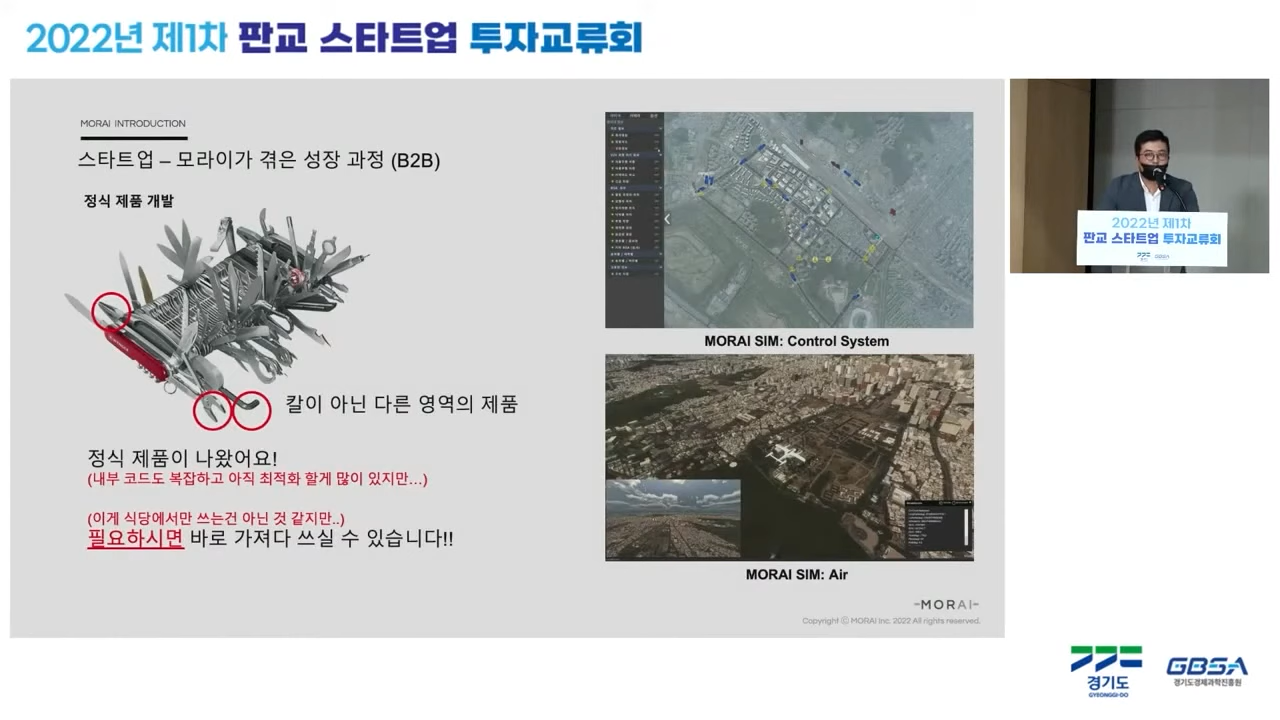 2022년 제1차 판교 스타트업 투자교류회
MORAI INTRODUCTION
스타트업 – 모라이가 겪은 성장 과정 (B2B)
정식 제품 개발
칼이 아닌 다른 영역의 제품
정식 제품이 나왔어요!
(내부 코드도 복잡하고 아직 최적화 할게 많이 있지만...)
(이게 식당에서만 쓰는건 아닌 것 같지만..)
필요하시면 바로 가져다 쓰실 수 있습니다!!
MORAI SIM: Control System
MORAI SIM: Air
MORAI
Copyright ⓒ MORAI Inc. 2022 All rights reserved.
2022년 제1차
판교 스타트업 투자교류회
경기도
GYEONGGI-DO
GBSA
경기도경제과학진흥원